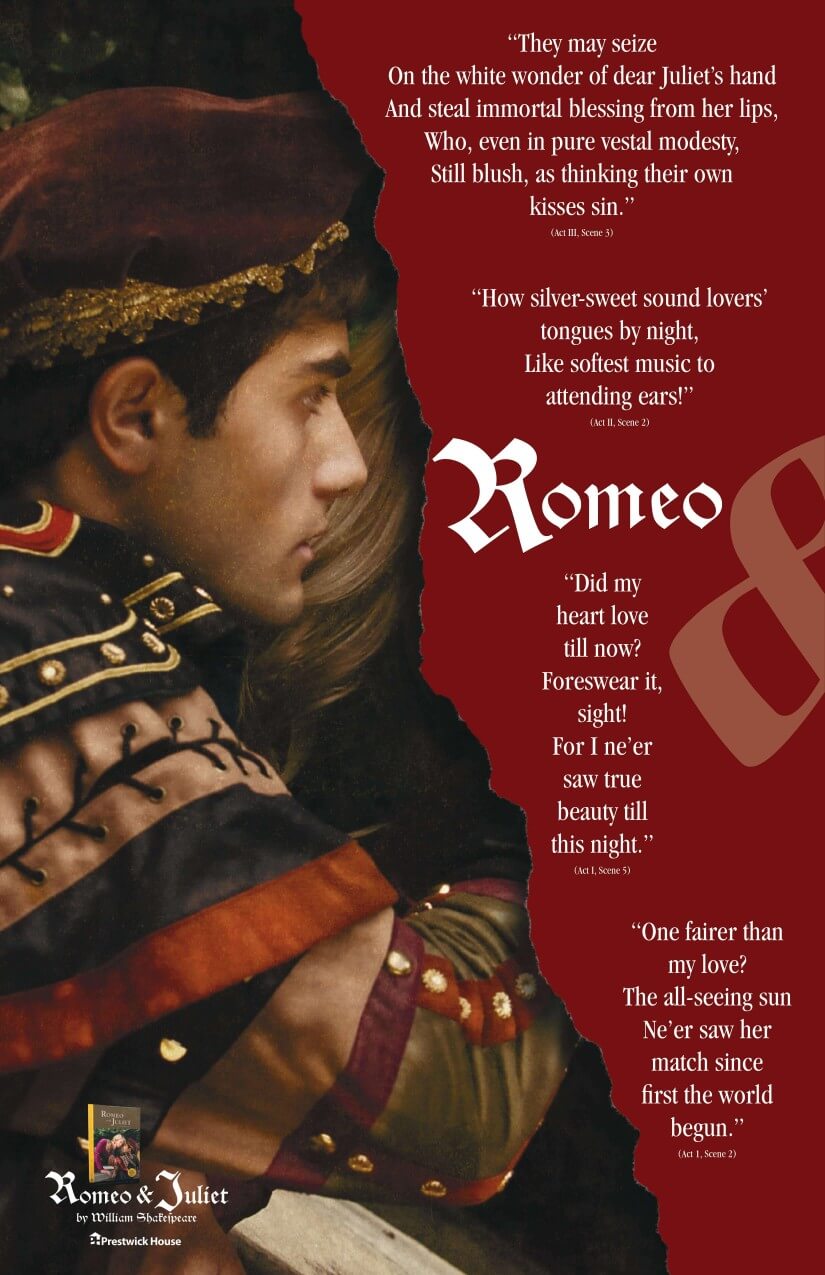 “They may seize
On the white wonder of dear Juliet’s hand
And steal immortal blessing from her lips,
Who, even in pure vestal modesty,
Still blush, as thinking their own
kisses sin.”
(Act III, Scene 3)
“How silver-sweet sound lovers’
tongues by night,
Like softest music to
attending ears!”
(Act II, Scene 2)
Romeo
&
“Did my
heart love
till now?
Foreswear it,
sight!
For I ne’er
saw true
beauty till
this night.”
(Act I, Scene 5)
“One fairer than
my love?
The all-seeing sun
Ne’er saw her
match since
first the world
begun.”
(Act 1, Scene 2)
Romeo
Juliet
Romeo & Juliet
by William Shakeſpeare
Prestwick House